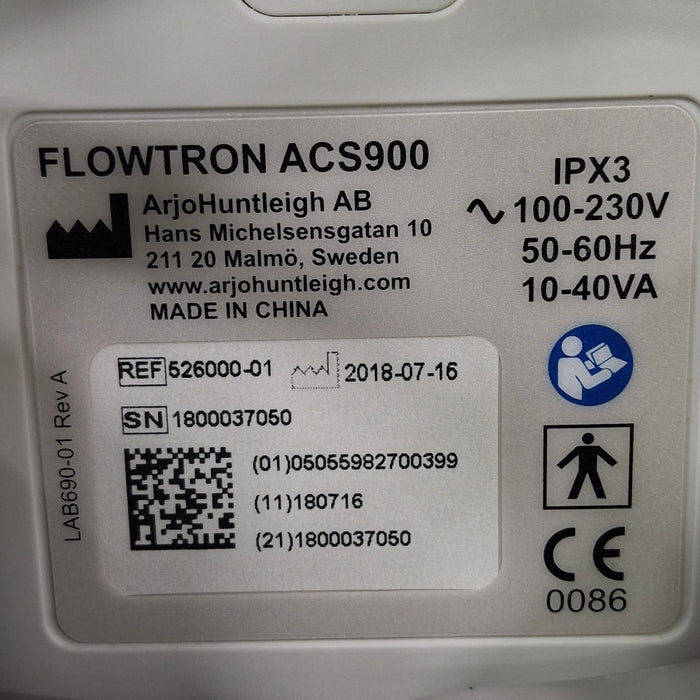 FLOWTRON ACS900
ArjoHuntleigh AB
Hans Michelsensgatan 10
211 20 Malmö, Sweden
www.arjohuntleigh.com
MADE IN CHINA
IPX3
100-230V
50-60Hz
10-40VA
REF 526000-01 2018-07-16
SN 1800037050
(01)05055982700399
(11)180716
(21)1800037050
LAB690-01 Rev A
CE
0086